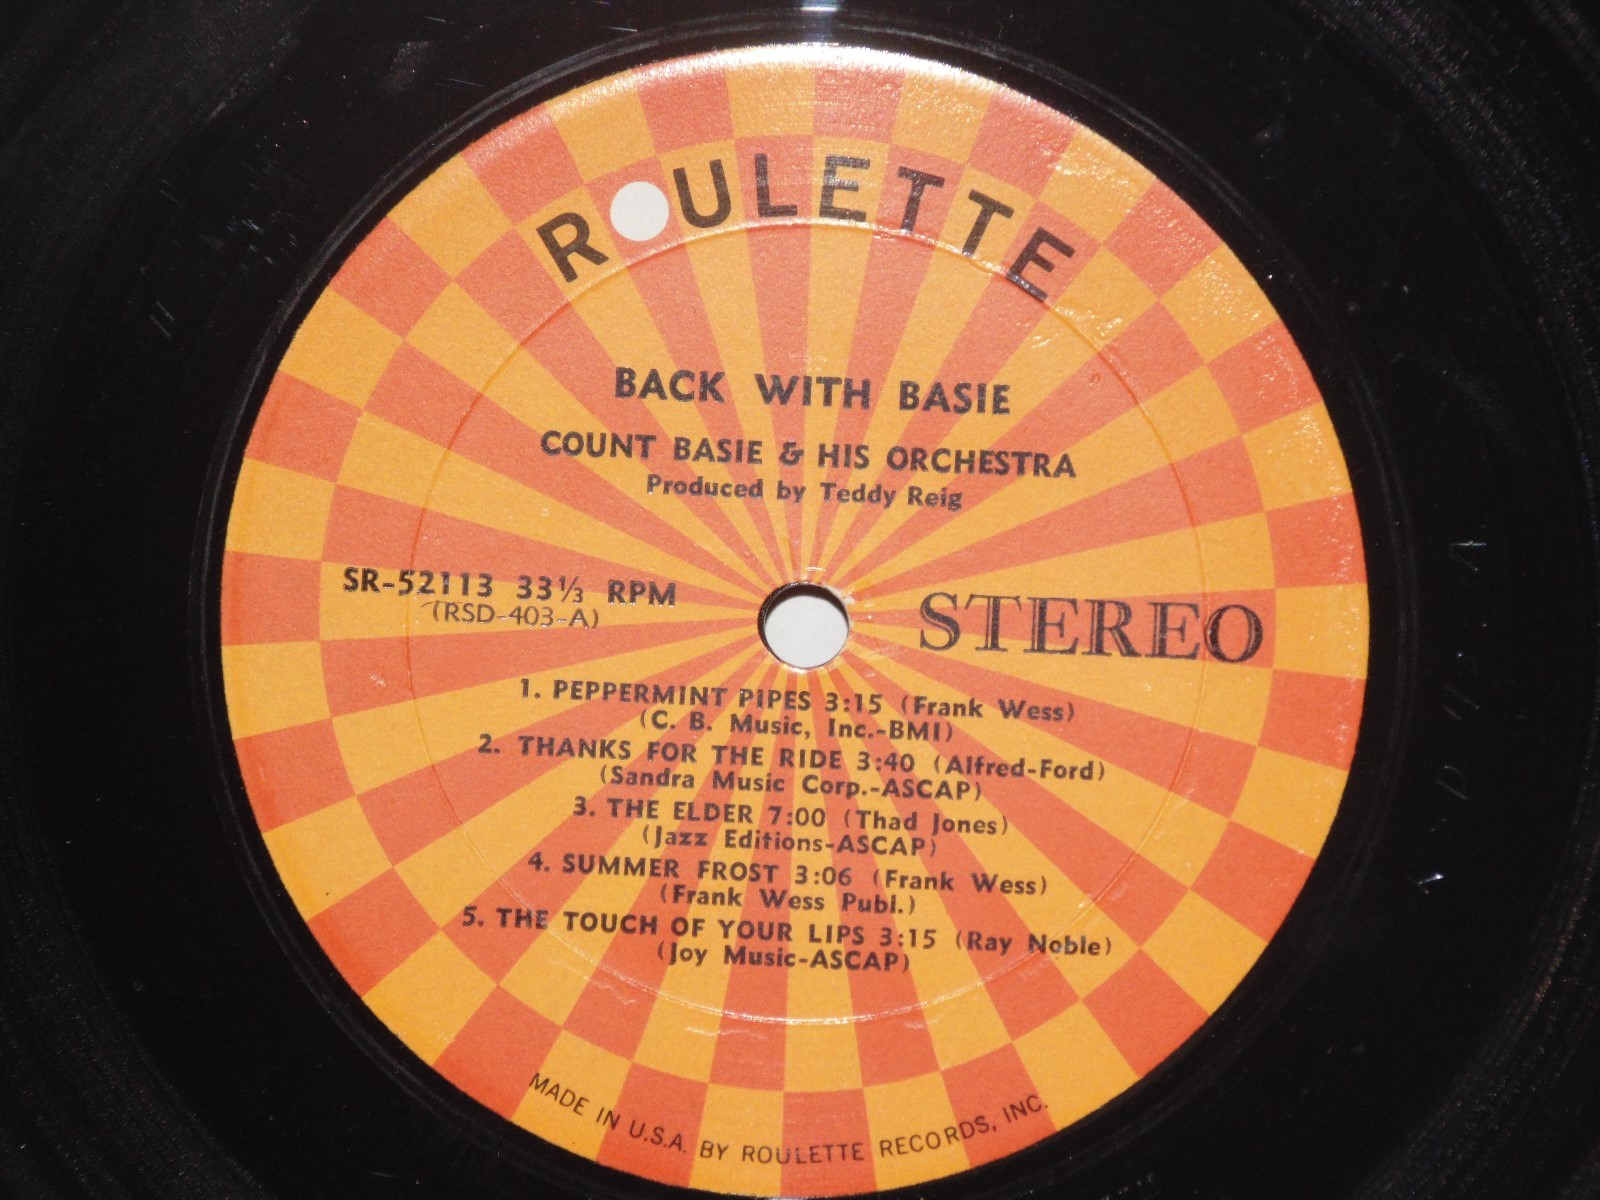 ROULETTE
BACK WITH BASIE
COUNT BASIE & HIS ORCHESTRA
Produced by Teddy Reig
SR-52113 33⅓ RPM
(RSD-403-A)
STEREO
1. PEPPERMINT PIPES 3:15 (Frank Wess)
(C. B. Music, Inc.-BMI)
2. THANKS FOR THE RIDE 3:40 (Alfred-Ford)
(Sandra Music Corp.-ASCAP)
3. THE ELDER 7:00 (Thad Jones)
(Jazz Editions-ASCAP)
4. SUMMER FROST 3:06 (Frank Wess)
(Frank Wess Publ.)
5. THE TOUCH OF YOUR LIPS 3:15 (Ray Noble)
(Joy Music-ASCAP)
MADE IN U.S.A. BY ROULETTE RECORDS, INC.